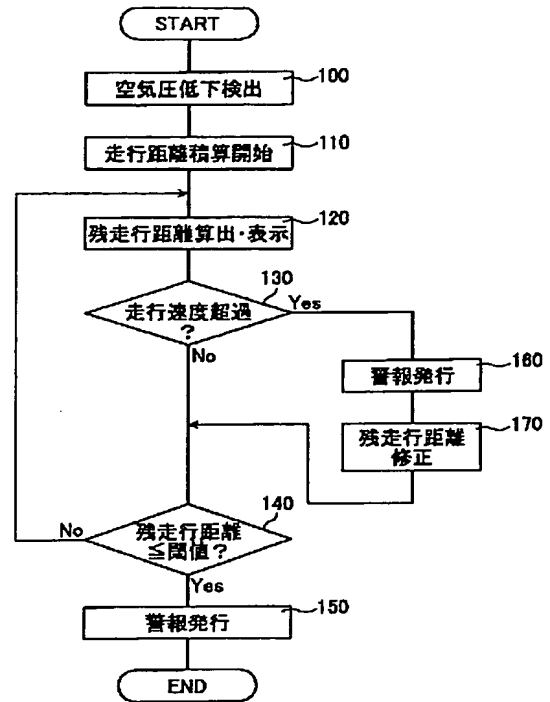 START
空気圧低下検出
100
走行距離積算開始
110
残走行距離算出・表示
120
走行速度超過
?
130
Yes
No
警報発行
160
残走行距離
修正
170
残走行距離
≦閾値?
140
No
Yes
警報発行
150
END